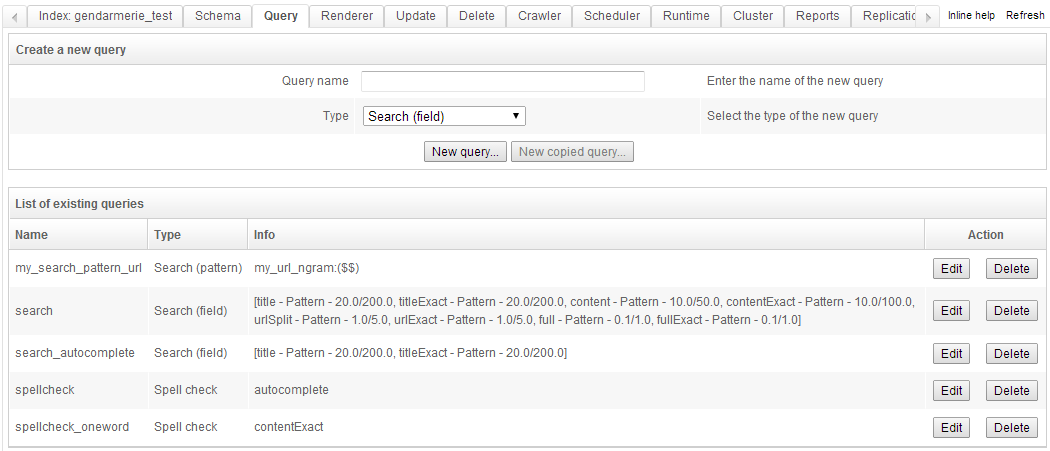 Index: gendarmerie_test Schema Query Renderer Update Delete Crawler Scheduler Runtime Cluster Reports Replicatic Inline help Refresh
Create a new query
Query name Enter the name of the new query
Type Search (field) Select the type of the new query
New query... New copied query...
List of existing queries
Name Type Info Action
my_search_pattern_url Search (pattern) my_url_ngram:($$) Edit Delete
search Search (field) [title - Pattern - 20.0/200.0, titleExact - Pattern - 20.0/200.0, content - Pattern - 10.0/50.0, contentExact - Pattern - 10.0/100.0, Edit Delete
urlSplit - Pattern - 1.0/5.0, urlExact - Pattern - 1.0/5.0, full - Pattern - 0.1/1.0, fullExact - Pattern - 0.1/1.0]
search_autocomplete Search (field) [title - Pattern - 20.0/200.0, titleExact - Pattern - 20.0/200.0] Edit Delete
spellcheck Spell check autocomplete Edit Delete
spellcheck_oneword Spell check contentExact Edit Delete